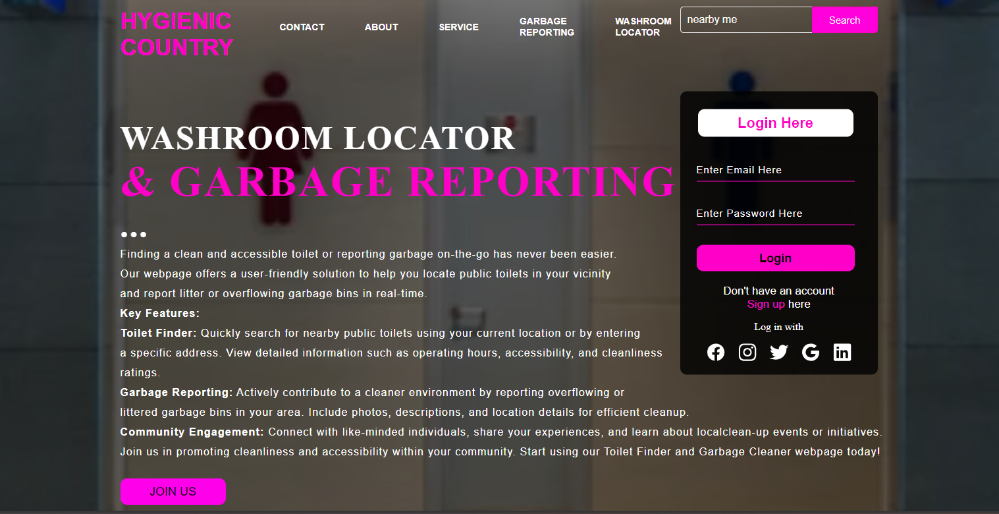 HYGIENIC
COUNTRY
CONTACT
ABOUT
SERVICE
GARBAGE
REPORTING
WASHROOM
LOCATOR
nearby me
Search
WASHROOM LOCATOR
& GARBAGE REPORTING
•••
Finding a clean and accessible toilet or reporting garbage on-the-go has never been easier.
Our webpage offers a user-friendly solution to help you locate public toilets in your vicinity
and report litter or overflowing garbage bins in real-time.
Key Features:
Toilet Finder: Quickly search for nearby public toilets using your current location or by entering
a specific address. View detailed information such as operating hours, accessibility, and cleanliness
ratings.
Garbage Reporting: Actively contribute to a cleaner environment by reporting overflowing or
littered garbage bins in your area. Include photos, descriptions, and location details for efficient cleanup.
Community Engagement: Connect with like-minded individuals, share your experiences, and learn about localclean-up events or initiatives.
Join us in promoting cleanliness and accessibility within your community. Start using our Toilet Finder and Garbage Cleaner webpage today!
JOIN US
Login Here
Enter Email Here
Enter Password Here
Login
Don't have an account
Sign up here
Log in with